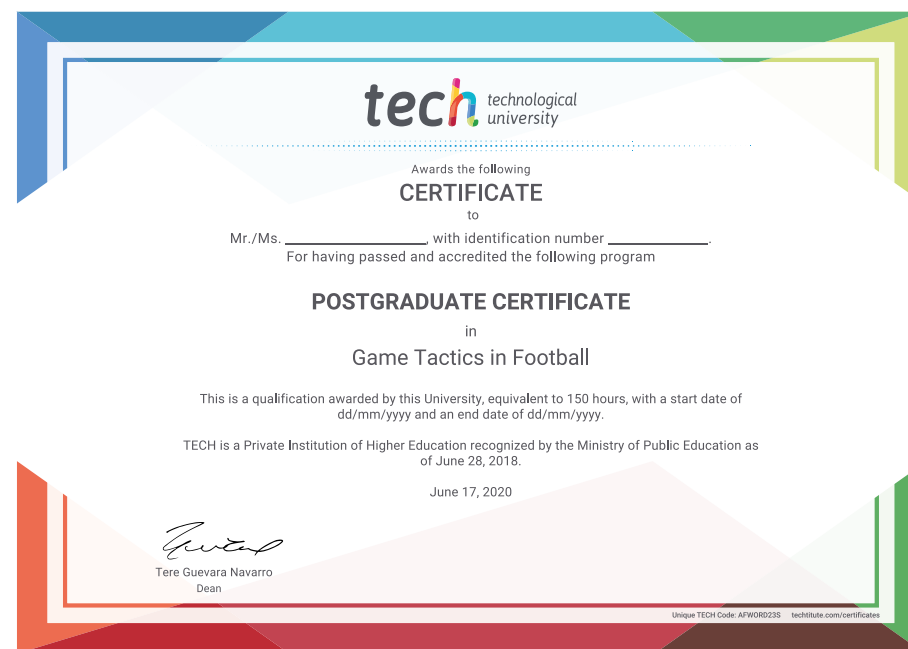 tech technological
university
Awards the following
CERTIFICATE
to
Mr./Ms. ____________________, with identification number ______________.
For having passed and accredited the following program
POSTGRADUATE CERTIFICATE
in
Game Tactics in Football
This is a qualification awarded by this University, equivalent to 150 hours, with a start date of
dd/mm/yyyy and an end date of dd/mm/yyyy.
TECH is a Private Institution of Higher Education recognized by the Ministry of Public Education as
of June 28, 2018.
June 17, 2020
Tere Guevara Navarro
Dean
Unique TECH Code: AFWORD23S techtitute.com/certificates